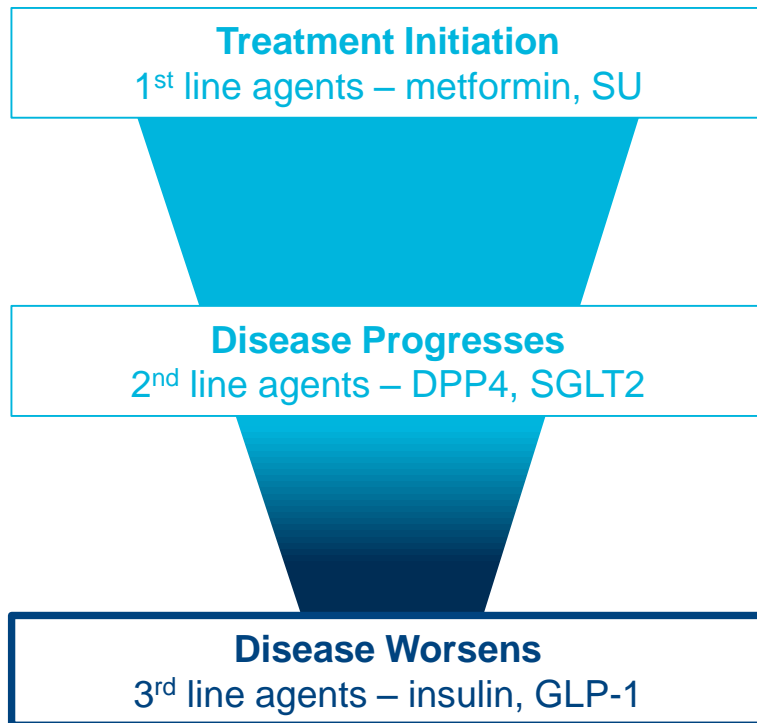 Treatment Initiation
1st line agents – metformin, SU
Disease Progresses
2nd line agents – DPP4, SGLT2
Disease Worsens
3rd line agents – insulin, GLP-1